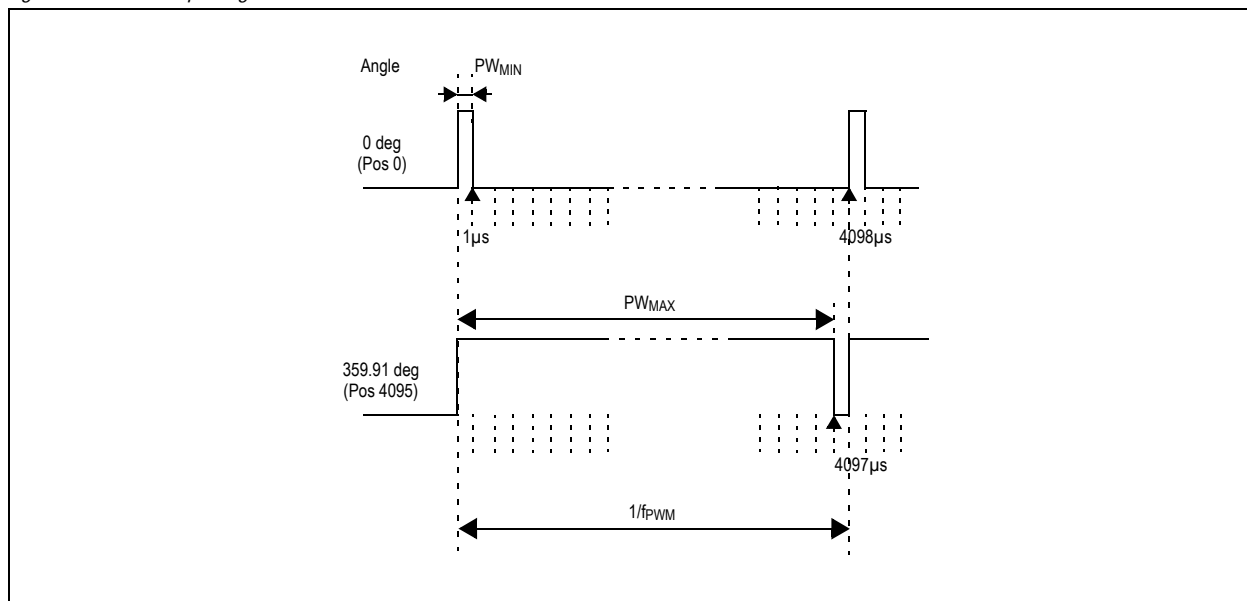 Angle
PWMIN
0 deg
(Pos 0)
1µs
4098µs
PWMAX
359.91 deg
(Pos 4095)
4097µs
1/fPWM